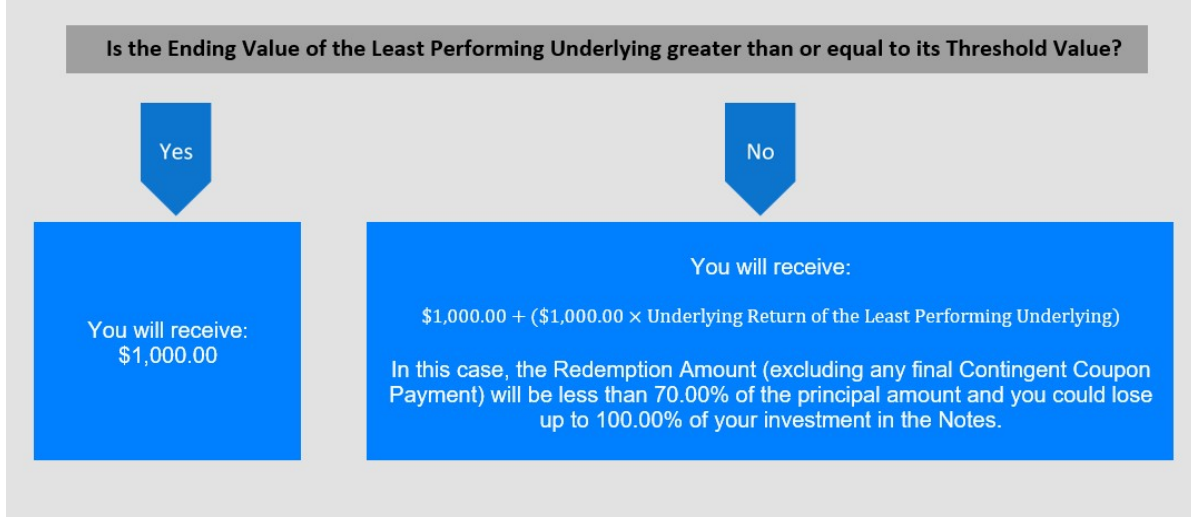 Is the Ending Value of the Least Performing Underlying greater than or equal to its Threshold Value?
Yes
No
You will receive:
$1,000.00
You will receive:
$1,000.00 + ($1,000.00 × Underlying Return of the Least Performing Underlying)
In this case, the Redemption Amount (excluding any final Contingent Coupon
Payment) will be less than 70.00% of the principal amount and you could lose
up to 100.00% of your investment in the Notes.